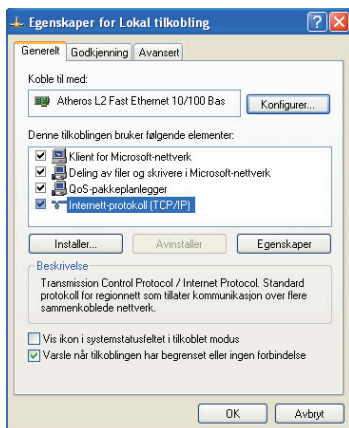 Egenskaper for Lokal tilkobling
Generelt Godkjenning Avansert
Koble til med:
Atheros L2 Fast Ethernet 10/100 Bas
Konfigurer...
Denne tilkoblingen bruker følgende elementer:
Klient for Microsoft-nettverk
Deling av filer og skrivere i Microsoft-nettverk
QoS-pakkeplanlegger
Internett-protokoll (TCP/IP)
Installer... Avinstaller Egenskaper
Beskrivelse
Transmission Control Protocol / Internet Protocol. Standard
protokoll for regionnett som tillater kommunikasjon over flere
sammenkoblede nettverk.
Vis ikon i systemstatusfeltet i tilkoblet modus
Varsle når tilkoblingen har begrenset eller ingen forbindelse
OK Avbryt